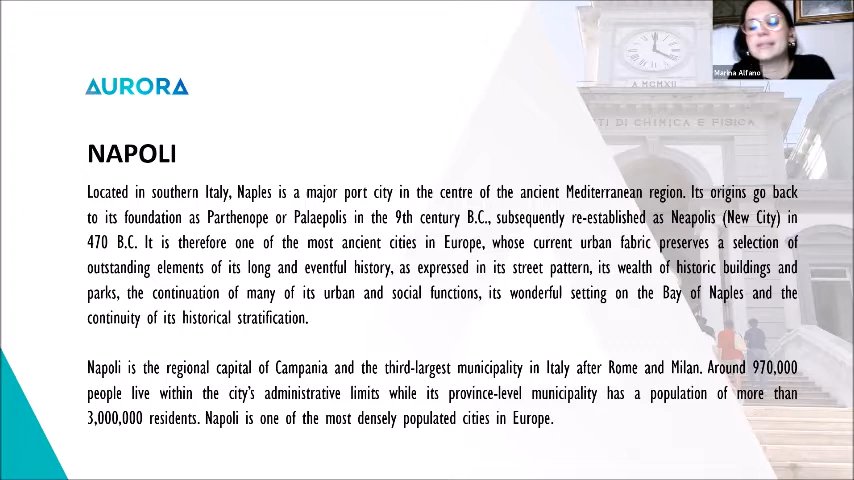 Marina Alfano
A MCMXII
TI DI CHIMICA E FISICA
AURORA
NAPOLI
Located in southern Italy, Naples is a major port city in the centre of the ancient Mediterranean region. Its origins go back
to its foundation as Parthenope or Palaepolis in the 9th century B.C., subsequently re-established as Neapolis (New City) in
470 B.C. It is therefore one of the most ancient cities in Europe, whose current urban fabric preserves a selection of
outstanding elements of its long and eventful history, as expressed in its street pattern, its wealth of historic buildings and
parks, the continuation of many of its urban and social functions, its wonderful setting on the Bay of Naples and the
continuity of its historical stratification.
Napoli is the regional capital of Campania and the third-largest municipality in Italy after Rome and Milan. Around 970,000
people live within the city's administrative limits while its province-level municipality has a population of more than
3,000,000 residents. Napoli is one of the most densely populated cities in Europe.